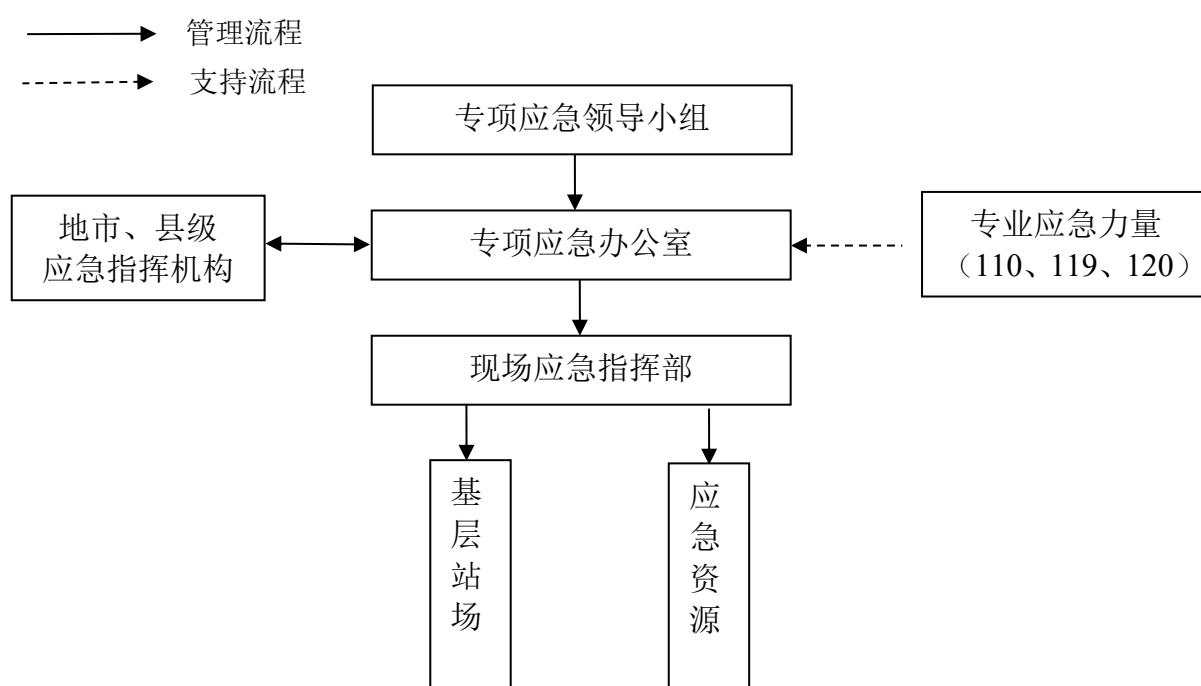 管理流程
支持流程
专项应急领导小组
地市、县级
应急指挥机构
专项应急办公室
专业应急力量
（110、119、120）
现场应急指挥部
基层站场
应急资源